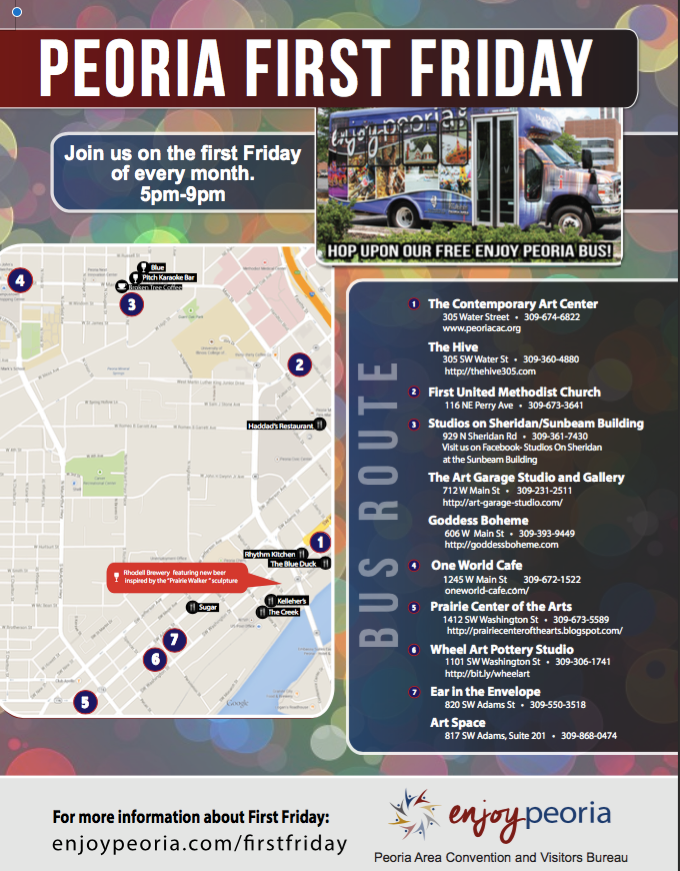 PEORIA FIRST FRIDAY
Join us on the first Friday
of every month.
5pm-9pm
enjoy peoria
HOP UPON OUR FREE ENJOY PEORIA BUS!
4
Blue
Pitch Karaoke Bar
Broken Tree Coffee
3
2
Haddad's Restaurant
1
Rhythm Kitchen
The Blue Duck
Rhodell Brewery featuring new beer
inspired by the "Prairie Walker" sculpture
Kelleher's
Sugar
The Creek
7
6
5
Google
BUS ROUTE
1 The Contemporary Art Center
305 Water Street • 309-674-6822
www.peoriacac.org
The Hive
305 SW Water St • 309-360-4880
http://thehive305.com
2 First United Methodist Church
116 NE Perry Ave • 309-673-3641
3 Studios on Sheridan/Sunbeam Building
929 N Sheridan Rd • 309-361-7430
Visit us on Facebook- Studios On Sheridan
at the Sunbeam Building
The Art Garage Studio and Gallery
712 W Main St • 309-231-2511
http://art-garage-studio.com/
Goddess Boheme
606 W Main St • 309-393-9449
http://goddessboheme.com
4 One World Cafe
1245 W Main St 309-672-1522
oneworld-cafe.com/
5 Prairie Center of the Arts
1412 SW Washington St • 309-673-5589
http://prairiecenterofthearts.blogspot.com/
6 Wheel Art Pottery Studio
1101 SW Washington St • 309-306-1741
http://bit.ly/wheelart
7 Ear in the Envelope
820 SW Adams St • 309-550-3518
Art Space
817 SW Adams, Suite 201 • 309-868-0474
For more information about First Friday:
enjoypeoria.com/firstfriday
enjoypeoria
Peoria Area Convention and Visitors Bureau